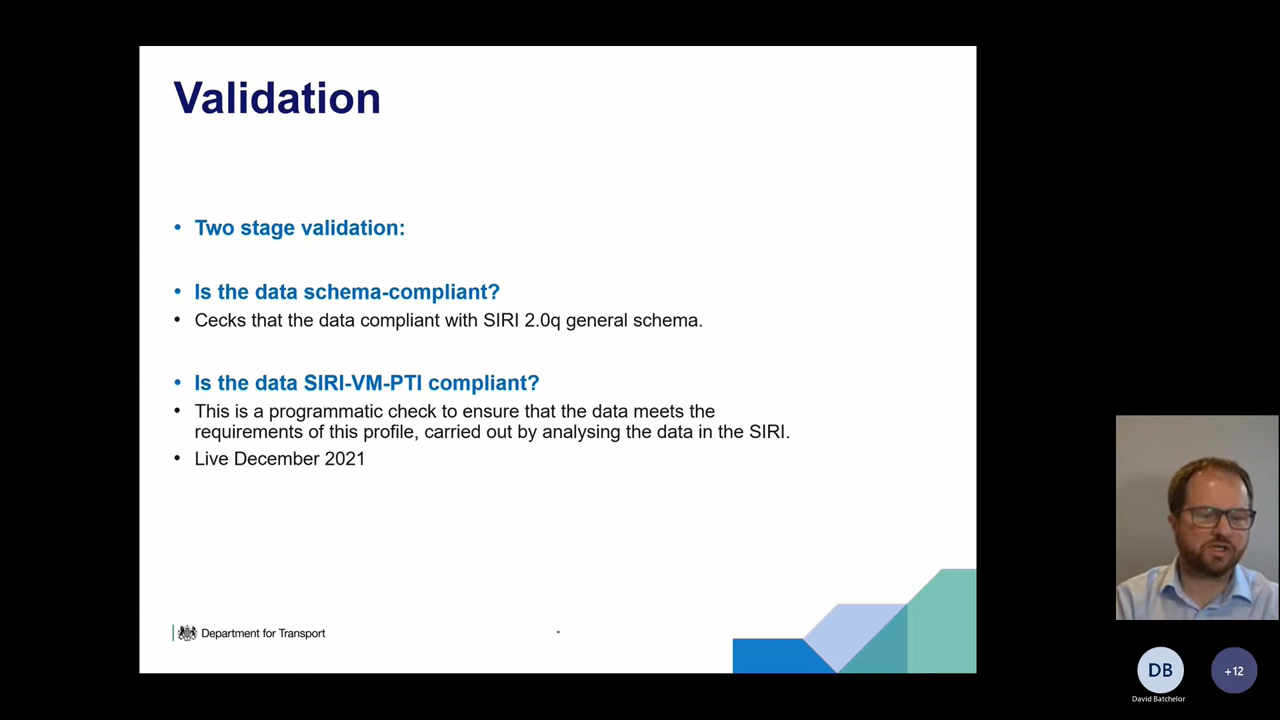 Validation
• Two stage validation:
• Is the data schema-compliant?
• Cecks that the data compliant with SIRI 2.0q general schema.
• Is the data SIRI-VM-PTI compliant?
• This is a programmatic check to ensure that the data meets the
requirements of this profile, carried out by analysing the data in the SIRI.
• Live December 2021
Department for Transport
DB
+12
David Batchelor